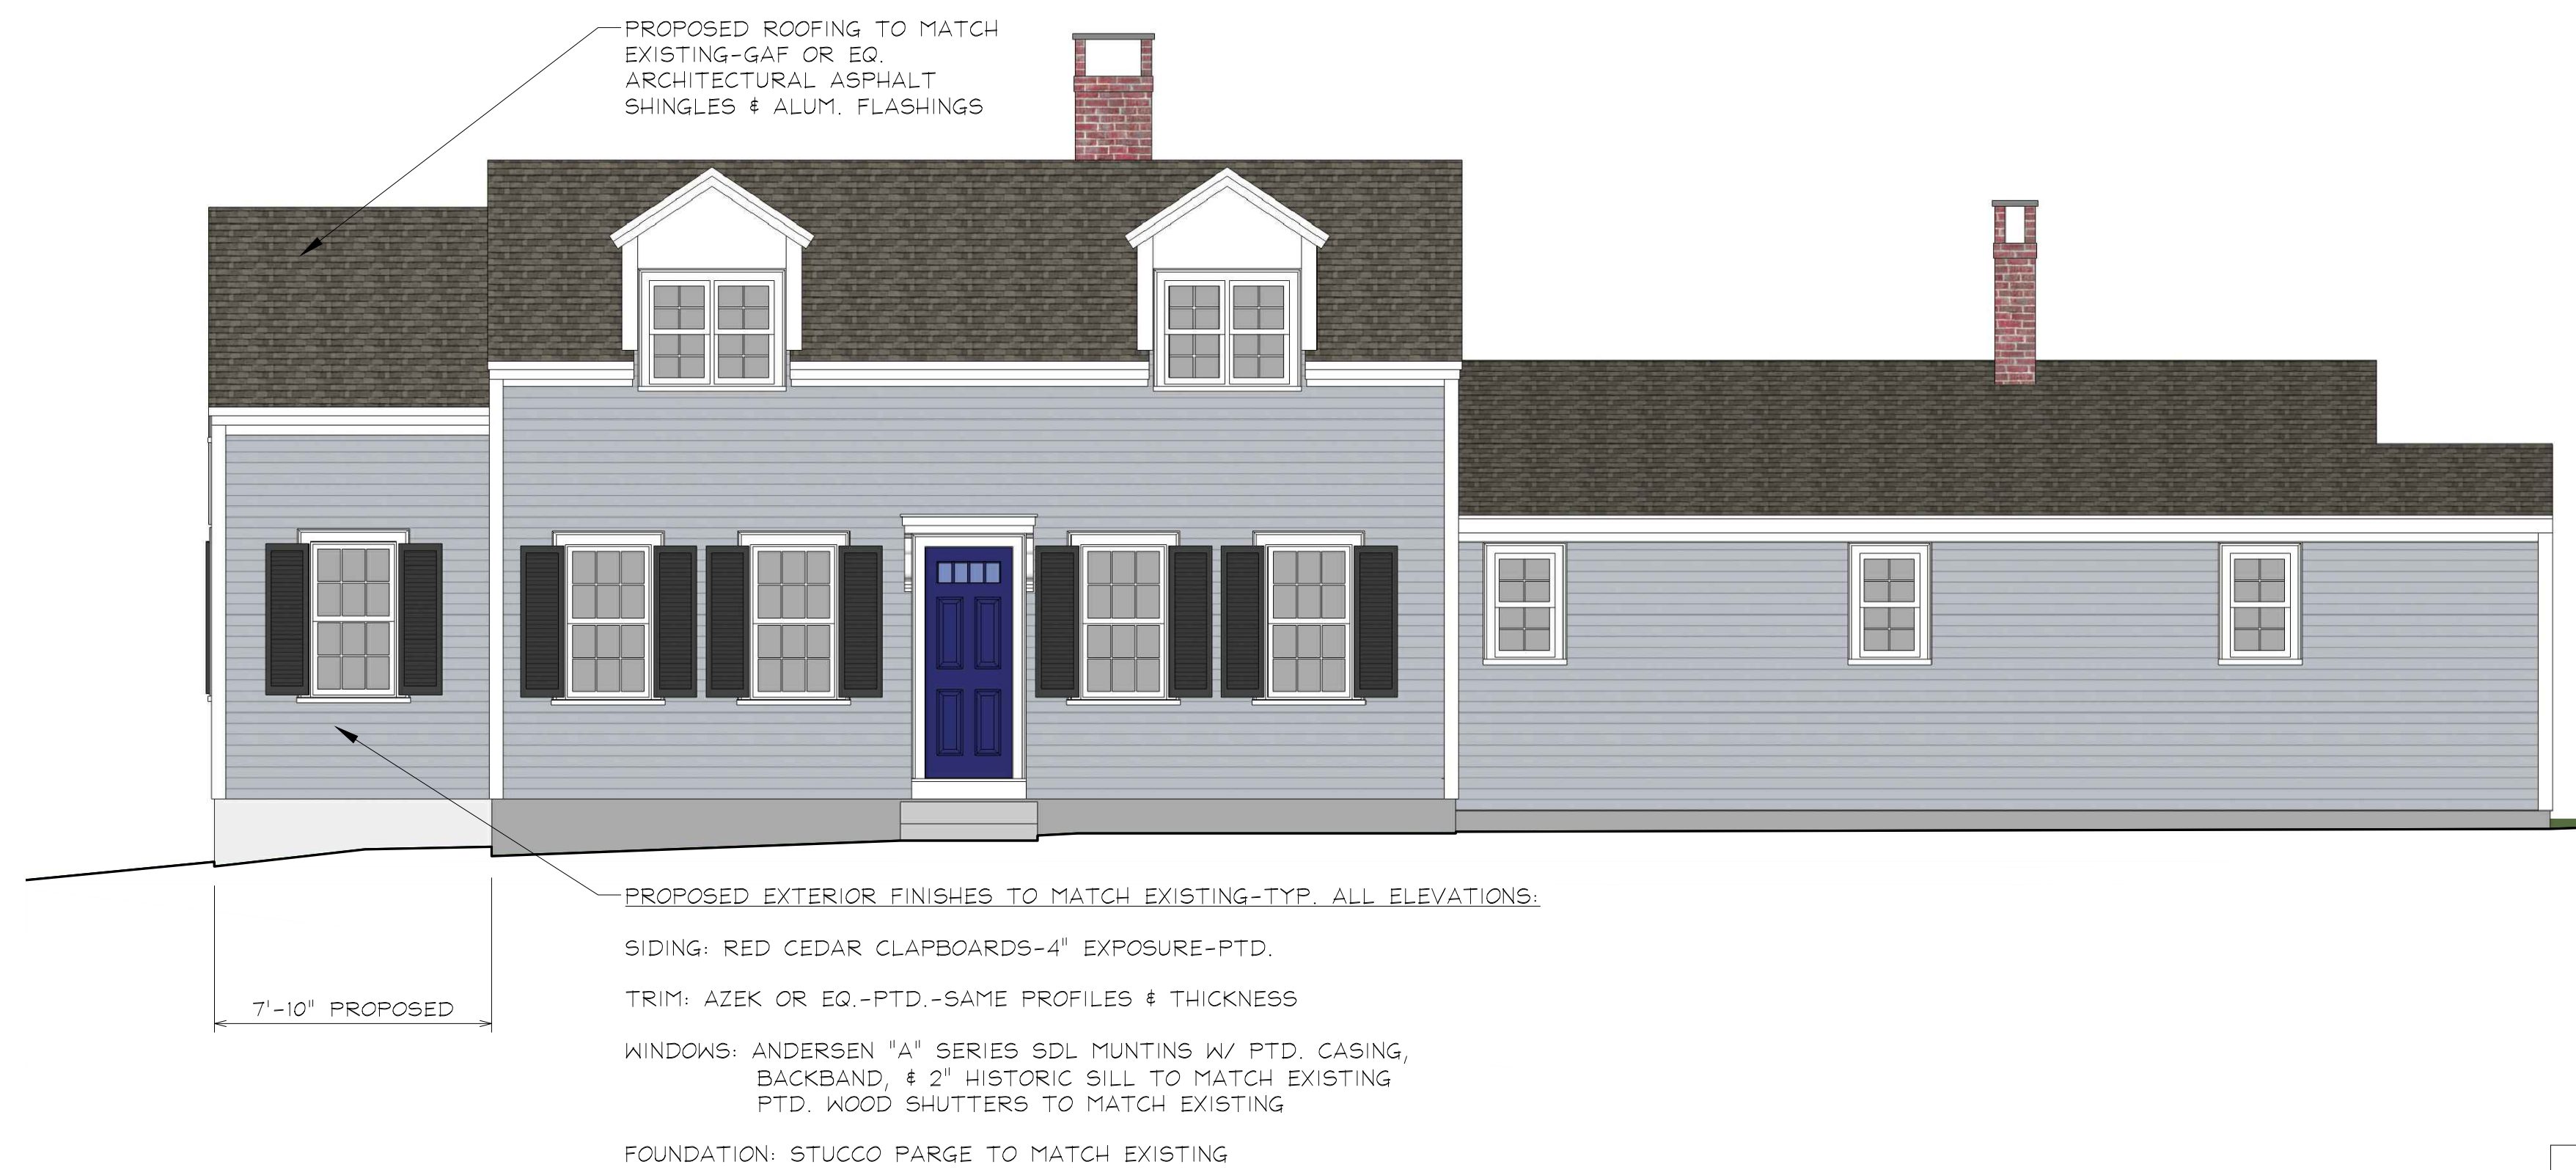 PROPOSED ROOFING TO MATCH
EXISTING-GAF OR EQ.
ARCHITECTURAL ASPHALT
SHINGLES & ALUM. FLASHINGS
PROPOSED EXTERIOR FINISHES TO MATCH EXISTING-TYP. ALL ELEVATIONS:
SIDING: RED CEDAR CLAPBOARDS-4" EXPOSURE-PTD.
TRIM: AZEK OR EQ.-PTD.-SAME PROFILES & THICKNESS
7'-10" PROPOSED
WINDOWS: ANDERSEN "A" SERIES SDL MUNTINS W/ PTD. CASING,
BACKBAND, & 2" HISTORIC SILL TO MATCH EXISTING
PTD. WOOD SHUTTERS TO MATCH EXISTING
FOUNDATION: STUCCO PARGE TO MATCH EXISTING